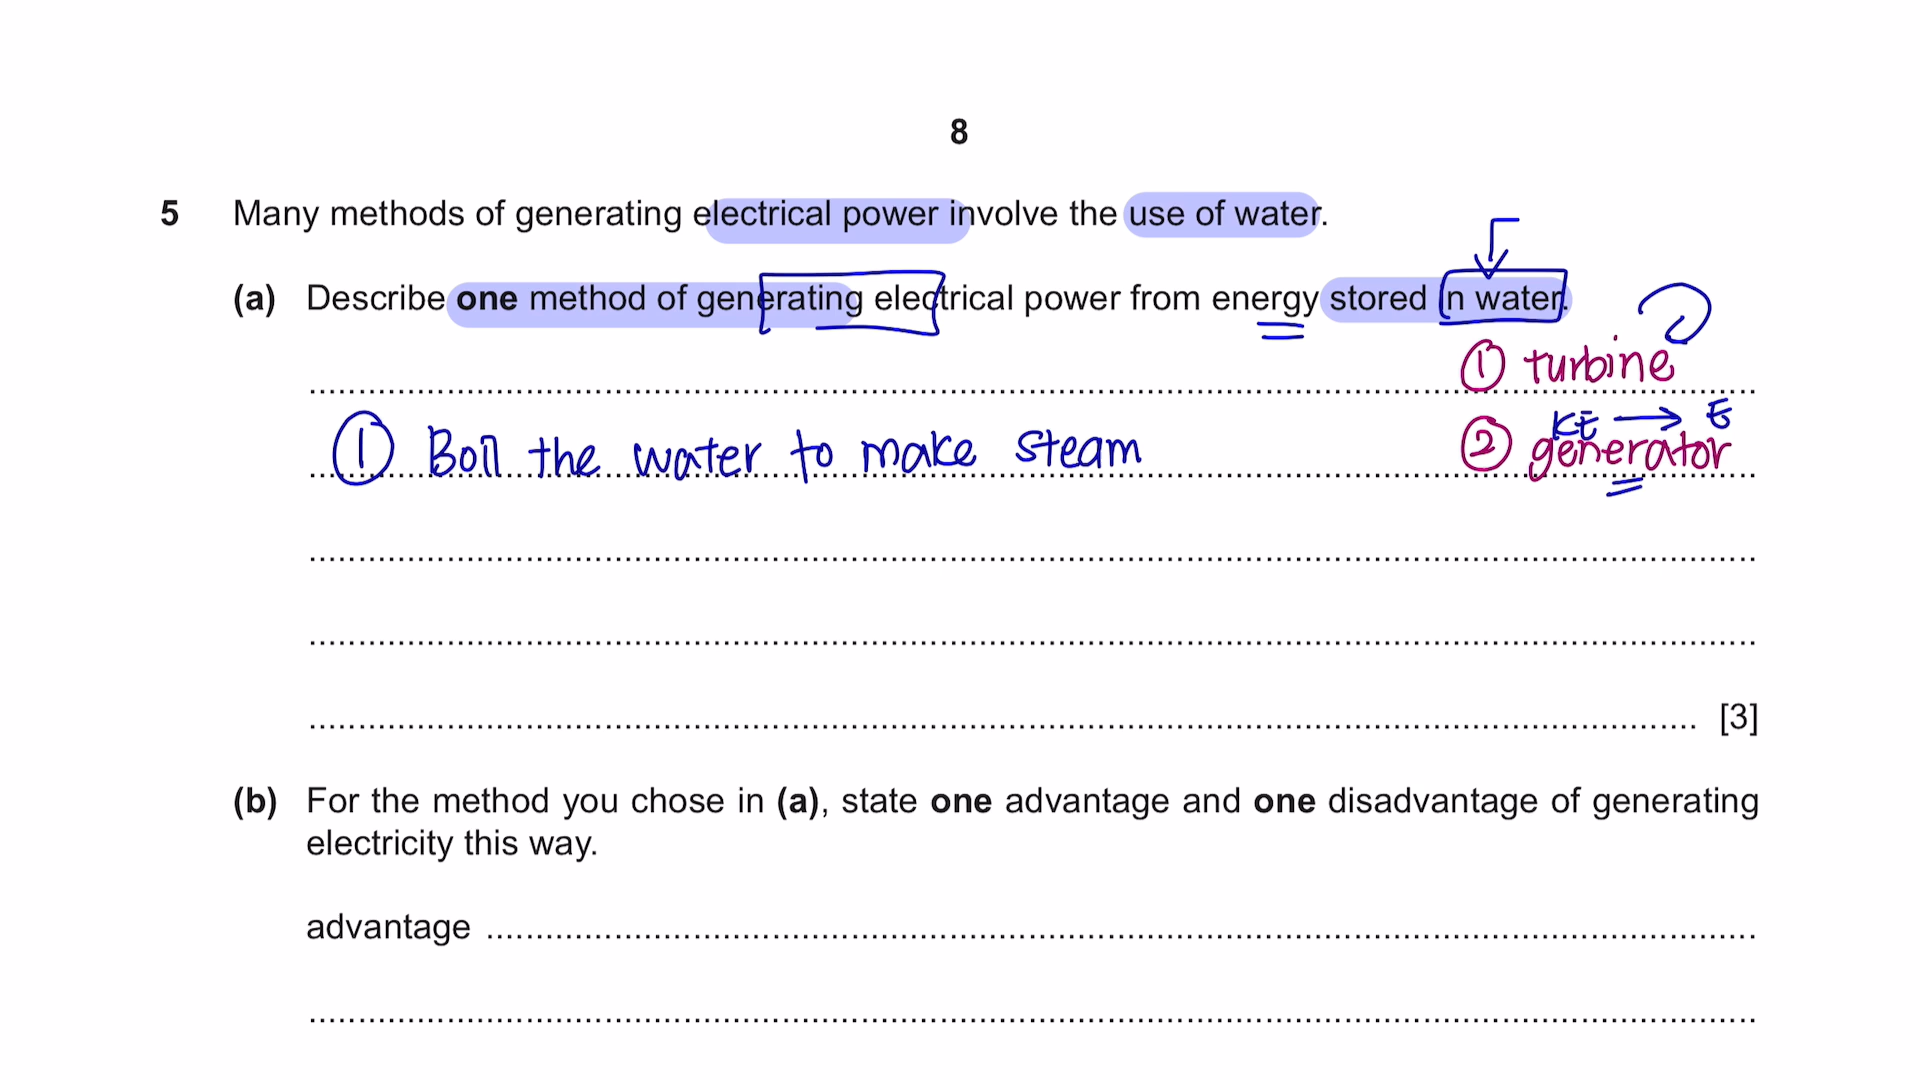 8
5 Many methods of generating electrical power involve the use of water.
(a) Describe one method of generating electrical power from energy stored in water.
① turbine
KE → E
① Boil the water to make steam
② generator
[3]
(b) For the method you chose in (a), state one advantage and one disadvantage of generating
electricity this way.
advantage